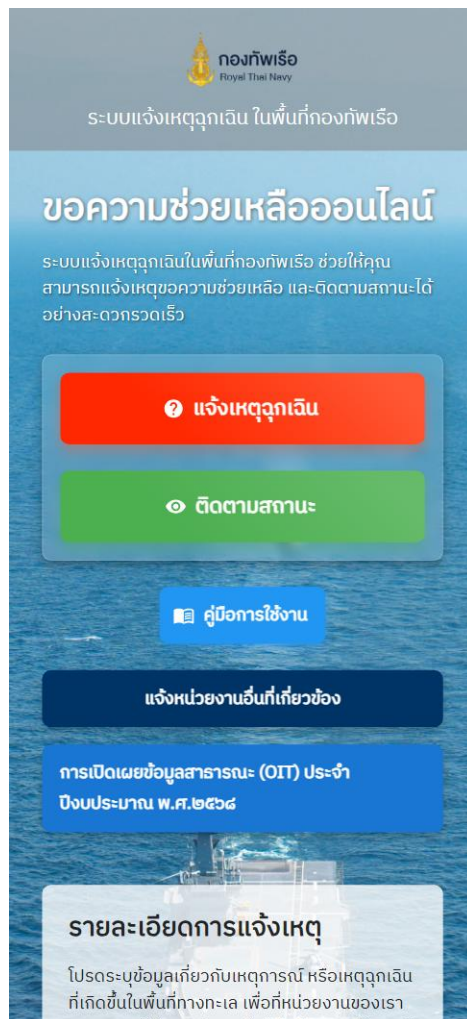 กองทัพเรือ
Royal Thai Navy
ระบบแจ้งเหตุฉุกเฉิน ในพื้นที่กองทัพเรือ
ขอความช่วยเหลือออนไลน์
ระบบแจ้งเหตุฉุกเฉินในพื้นที่กองทัพเรือ ช่วยให้คุณ
สามารถแจ้งเหตุขอความช่วยเหลือ และติดตามสถานะได้
อย่างสะดวกรวดเร็ว
แจ้งเหตุฉุกเฉิน
ติดตามสถานะ
คู่มือการใช้งาน
แจ้งหน่วยงานอื่นที่เกี่ยวข้อง
การเปิดเผยข้อมูลสาธารณะ (OIT) ประจำ
ปีงบประมาณ พ.ศ.๒๕๖๘
รายละเอียดการแจ้งเหตุ
โปรดระบุข้อมูลเกี่ยวกับเหตุการณ์ หรือเหตุฉุกเฉิน
ที่เกิดขึ้นในพื้นที่ทางทะเล เพื่อที่หน่วยงานของเรา